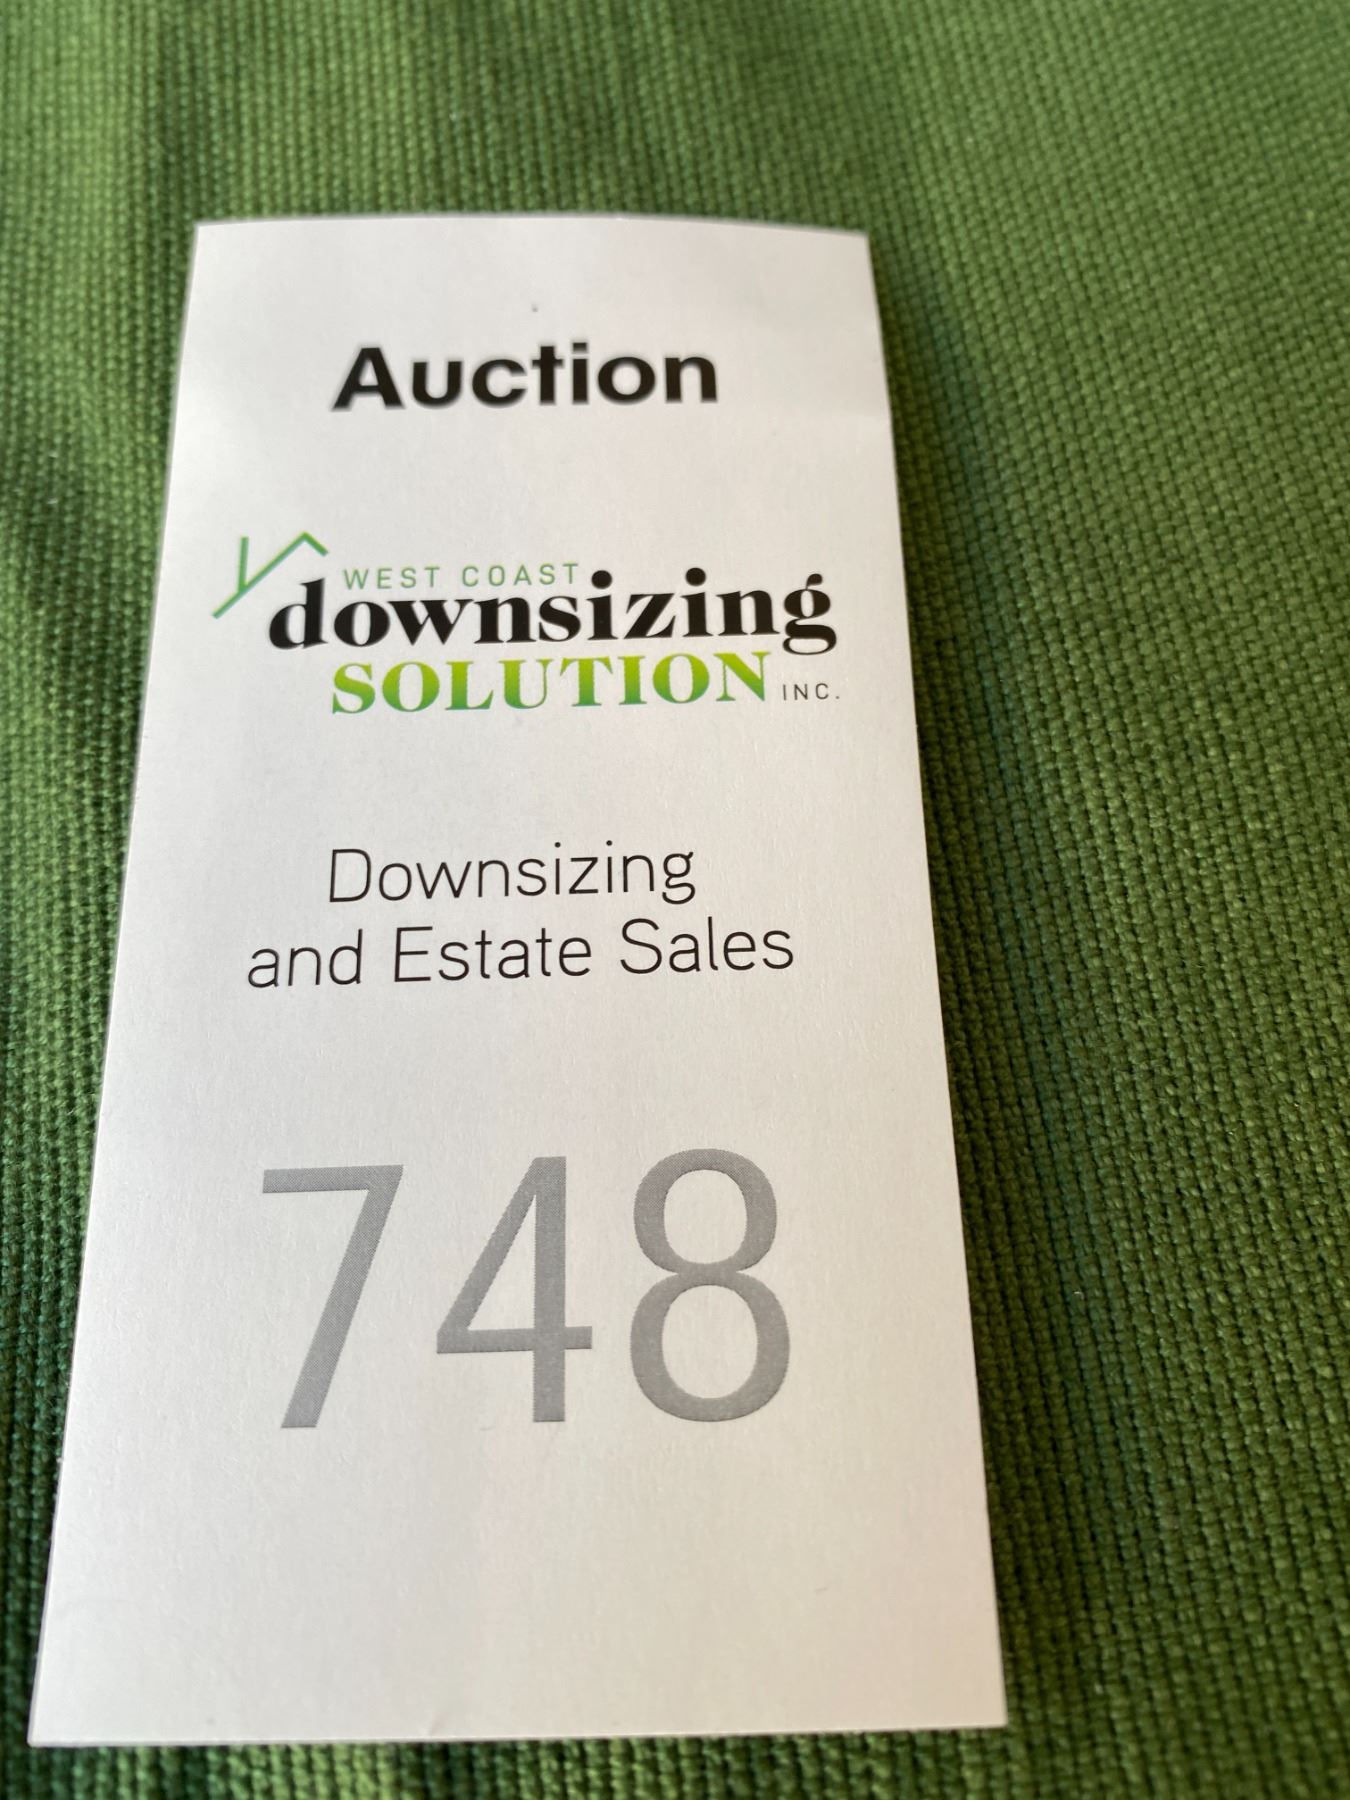 Auction
WEST COAST
downsizing
SOLUTION INC.
Downsizing
and Estate Sales
748